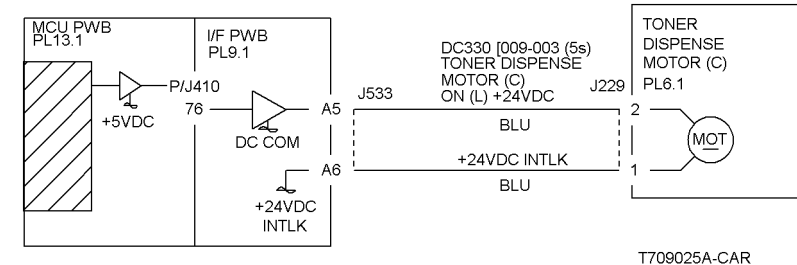 MCU PWB
PL13.1
I/F PWB
PL9.1
P/J410
76
+5VDC
DC COM
A5
A6
+24VDC
INTLK
J533
DC330 [009-003 (5s)
TONER DISPENSE
MOTOR (C)
ON (L) +24VDC
BLU
+24VDC INTLK
BLU
J229
2
1
TONER
DISPENSE
MOTOR (C)
PL6.1
MOT
T709025A-CAR